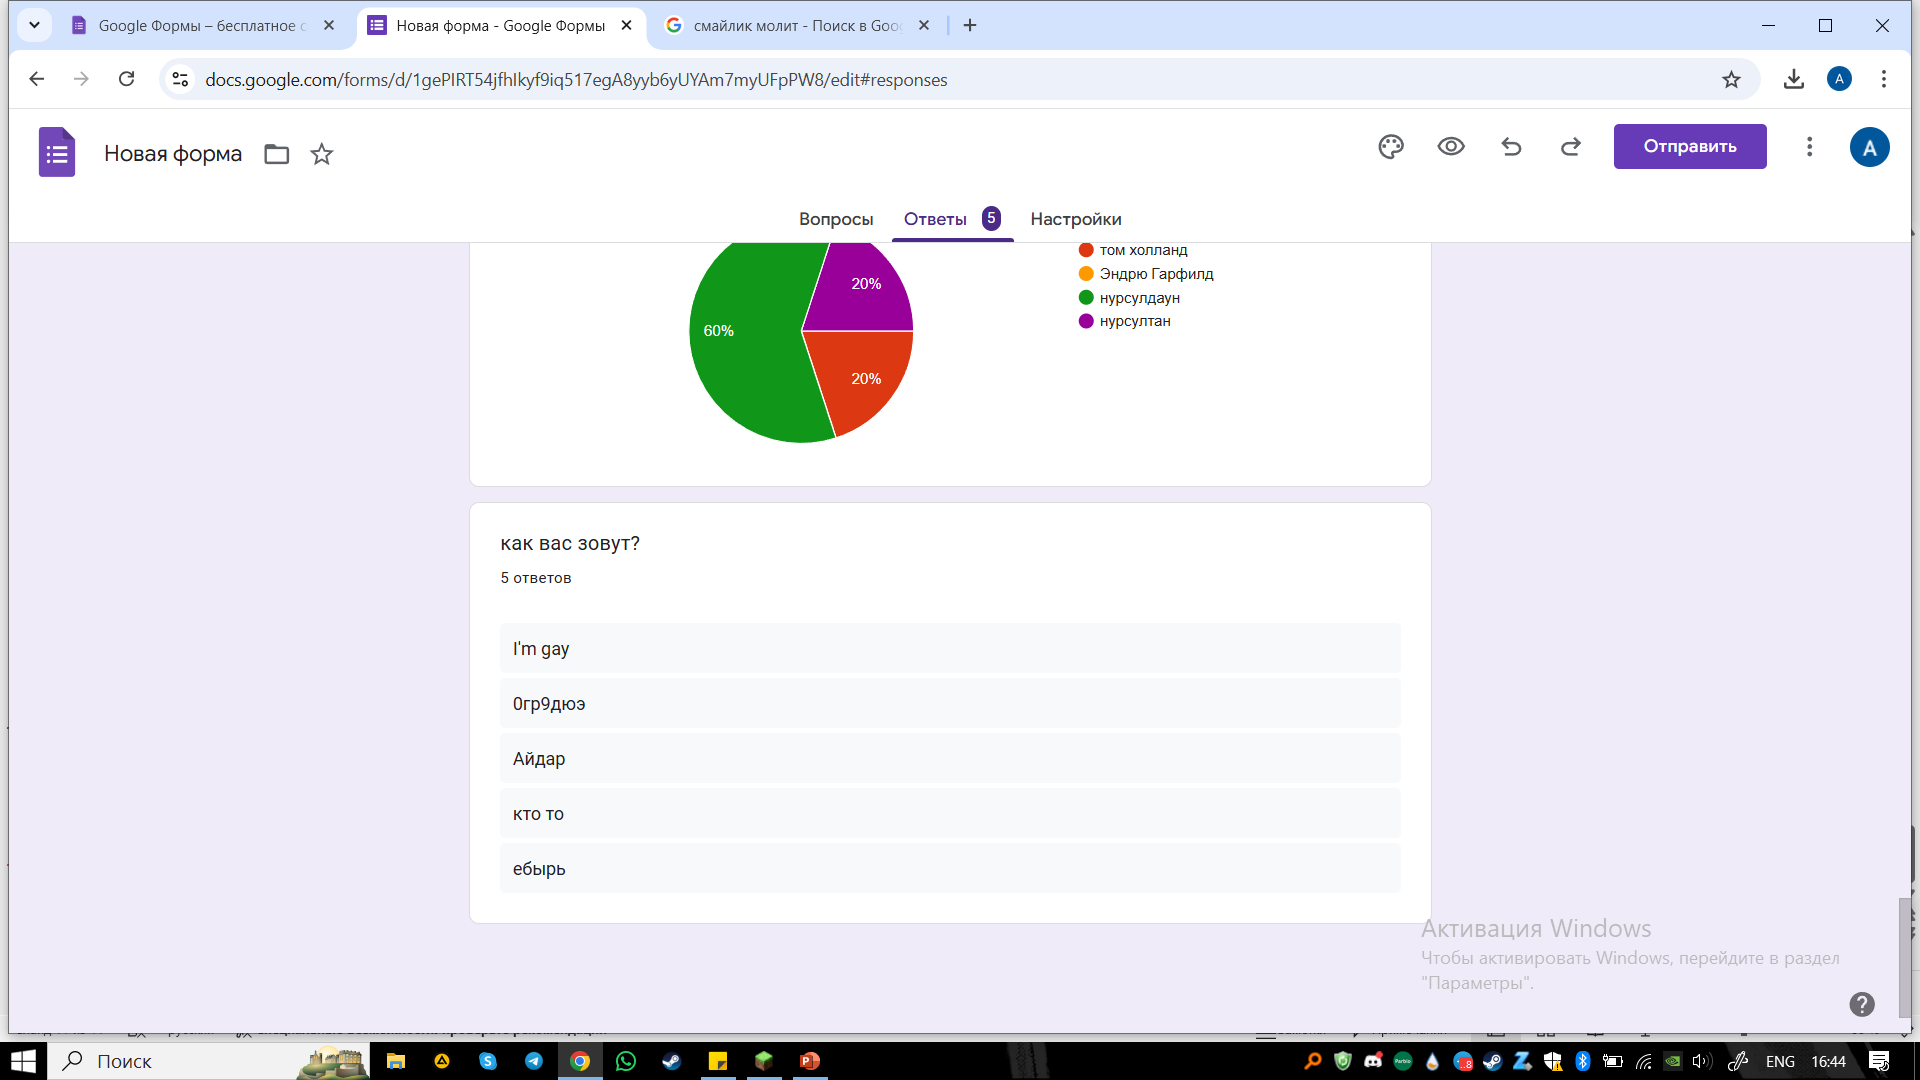 Google Формы – бесплатное с
Новая форма - Google Формы
смайлик молит - Поиск в Goo
docs.google.com/forms/d/1gePIRT54jfhIkyf9iq517egA8yyb6yUYAm7myUFpPW8/edit#responses
A
Новая форма
Отправить
A
Вопросы
Ответы 5
Настройки
том холланд
Эндрю Гарфилд
нурсулдаун
нурсултан
20%
60%
20%
как вас зовут?
5 ответов
I'm gay
0гр9дюэ
Айдар
кто то
ебырь
Активация Windows
Чтобы активировать Windows, перейдите в раздел
"Параметры".
Поиск
ENG
16:44